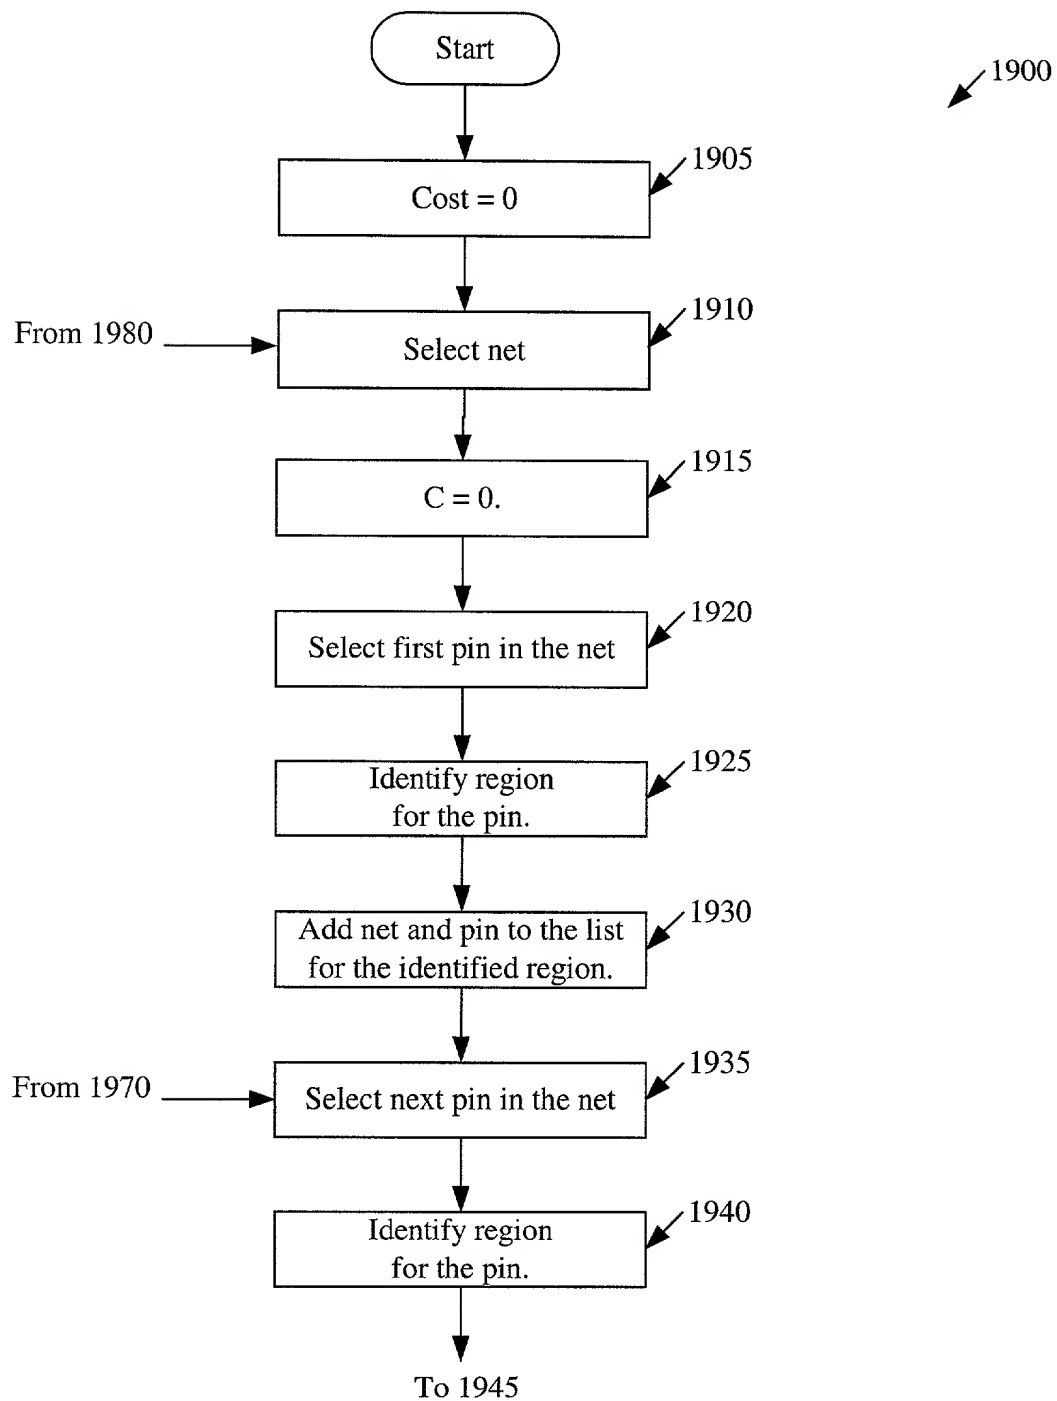 Start
1900
1905
Cost = 0
1910
From 1980
Select net
1915
C = 0.
1920
Select first pin in the net
1925
Identify region
for the pin.
1930
Add net and pin to the list
for the identified region.
1935
From 1970
Select next pin in the net
1940
Identify region
for the pin.
To 1945